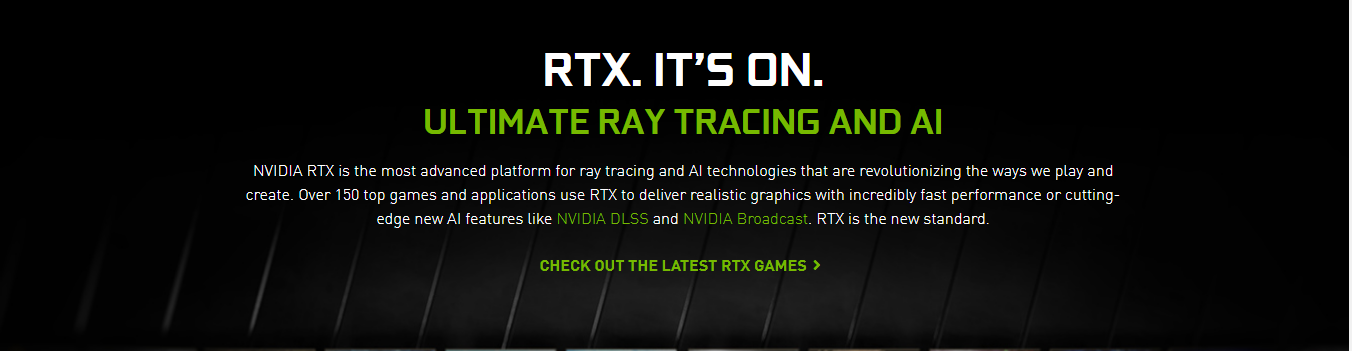 RTX. IT'S ON.
ULTIMATE RAY TRACING AND AI
NVIDIA RTX is the most advanced platform for ray tracing and AI technologies that are revolutionizing the ways we play and
create. Over 150 top games and applications use RTX to deliver realistic graphics with incredibly fast performance or cutting-
edge new AI features like NVIDIA DLSS and NVIDIA Broadcast. RTX is the new standard.
CHECK OUT THE LATEST RTX GAMES >